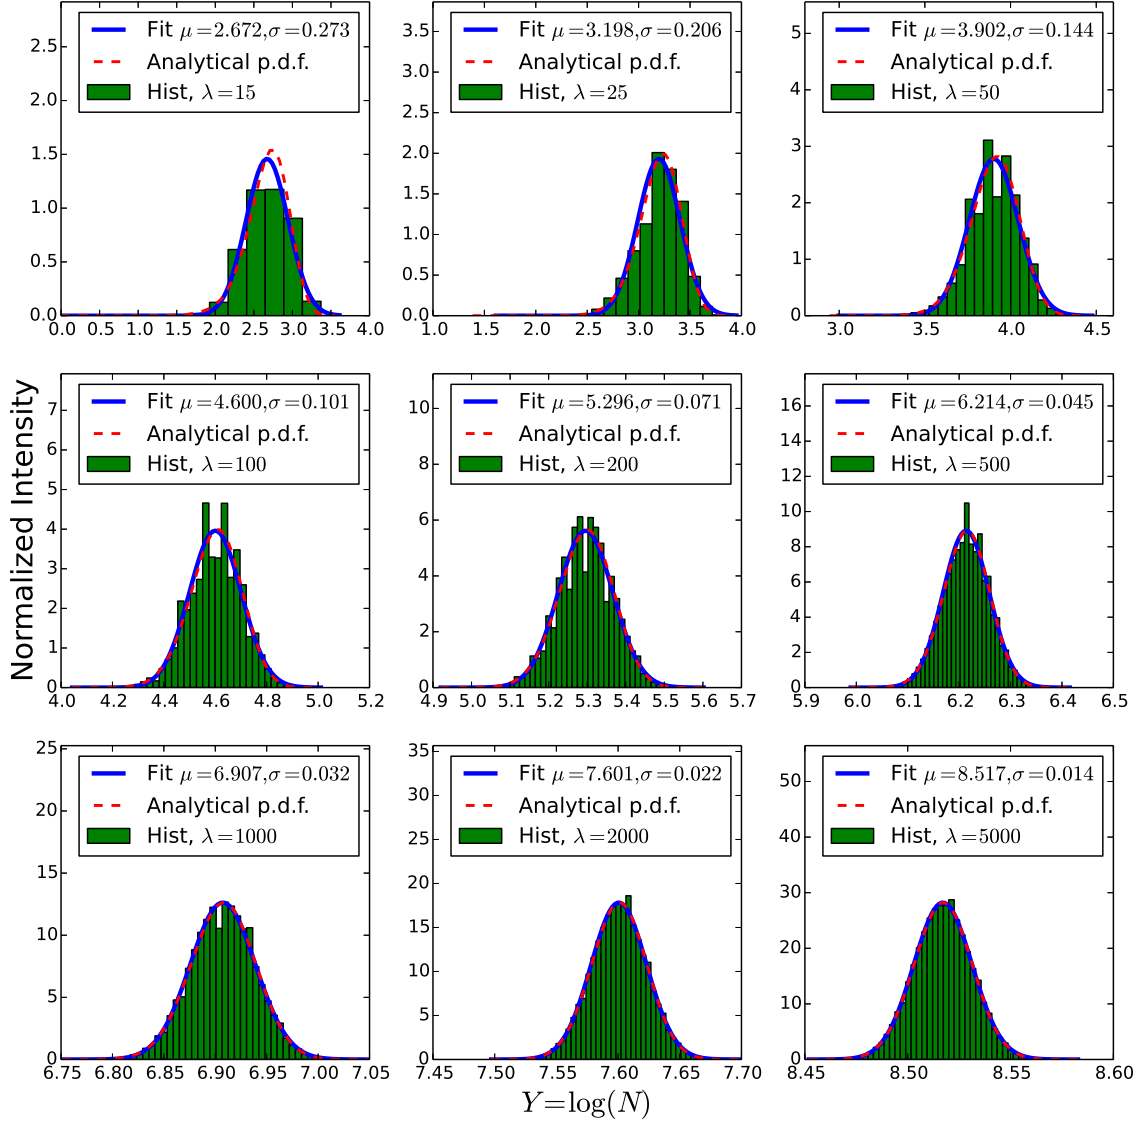 Fit μ=2.672,σ=0.273
Analytical p.d.f.
Hist, λ=15
2.5
2.0
1.5
1.0
0.5
0.0
0.0 0.5 1.0 1.5 2.0 2.5 3.0 3.5 4.0
Fit μ=3.198,σ=0.206
Analytical p.d.f.
Hist, λ=25
3.5
3.0
2.5
2.0
1.5
1.0
0.5
0.0
1.0 1.5 2.0 2.5 3.0 3.5 4.0
Fit μ=3.902,σ=0.144
Analytical p.d.f.
Hist, λ=50
5
4
3
2
1
0
3.0 3.5 4.0 4.5
Normalized Intensity
Fit μ=4.600,σ=0.101
Analytical p.d.f.
Hist, λ=100
7
6
5
4
3
2
1
0
4.0 4.2 4.4 4.6 4.8 5.0 5.2
Fit μ=5.296,σ=0.071
Analytical p.d.f.
Hist, λ=200
10
8
6
4
2
0
4.9 5.0 5.1 5.2 5.3 5.4 5.5 5.6 5.7
Fit μ=6.214,σ=0.045
Analytical p.d.f.
Hist, λ=500
16
14
12
10
8
6
4
2
0
5.9 6.0 6.1 6.2 6.3 6.4 6.5
Fit μ=6.907,σ=0.032
Analytical p.d.f.
Hist, λ=1000
25
20
15
10
5
0
6.75 6.80 6.85 6.90 6.95 7.00 7.05
Fit μ=7.601,σ=0.022
Analytical p.d.f.
Hist, λ=2000
35
30
25
20
15
10
5
0
7.45 7.50 7.55 7.60 7.65 7.70
Fit μ=8.517,σ=0.014
Analytical p.d.f.
Hist, λ=5000
50
40
30
20
10
0
8.45 8.50 8.55 8.60
Y=log(N)